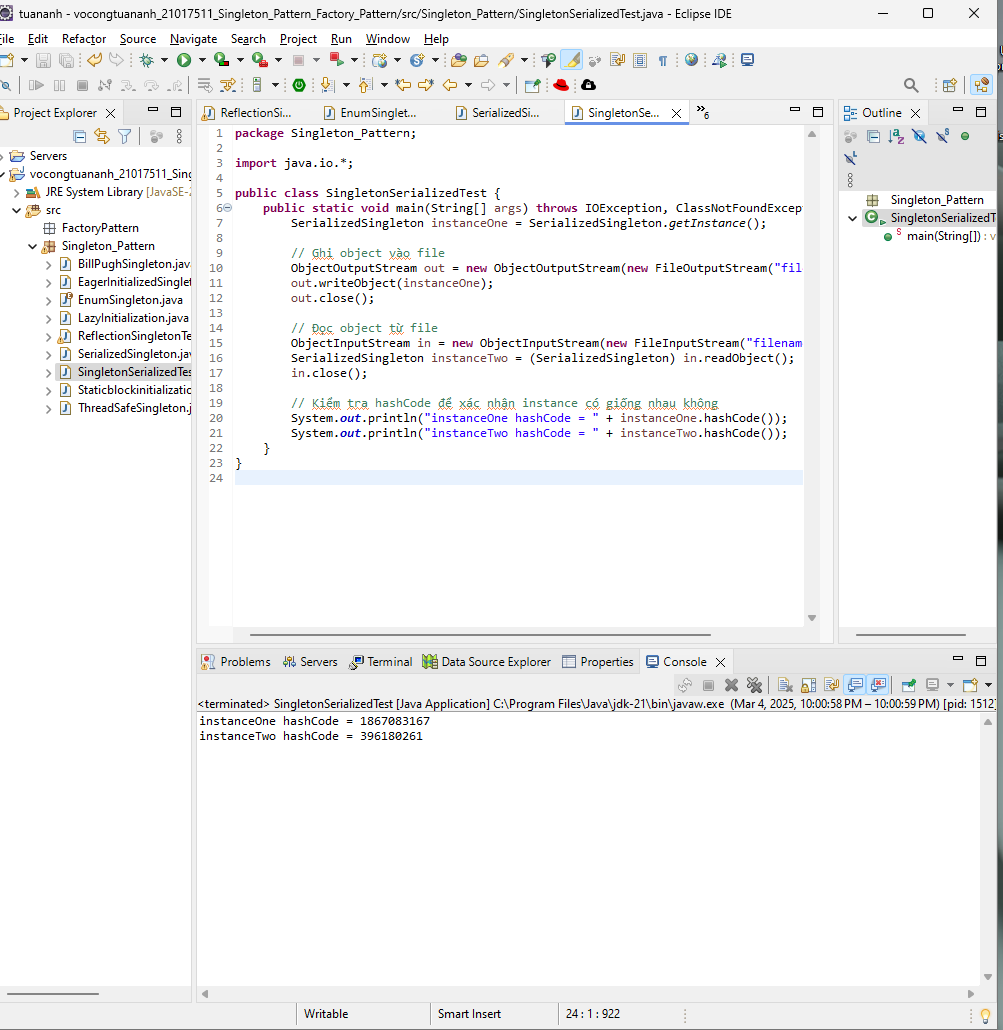 tuananh - vocongtuananh_21017511_Singleton_Pattern_Factory_Pattern/src/Singleton_Pattern/SingletonSerializedTest.java - Eclipse IDE
File Edit Refactor Source Navigate Search Project Run Window Help
Project Explorer
Servers
vocongtuananh_21017511_Sing
JRE System Library [JavaSE-2
src
FactoryPattern
Singleton_Pattern
BillPughSingleton.java
EagerInitializedSinglet
EnumSingleton.java
LazyInitialization.java
ReflectionSingletonTe
SerializedSingleton.jav
SingletonSerializedTes
Staticblockinitializatio
ThreadSafeSingleton.j
ReflectionSi... EnumSinglet... SerializedSi... SingletonSe... »6
1 package Singleton_Pattern;
2
3 import java.io.*;
4
5 public class SingletonSerializedTest {
6 public static void main(String[] args) throws IOException, ClassNotFoundExcep
7 SerializedSingleton instanceOne = SerializedSingleton.getInstance();
8
9 // Ghi object vào file
10 ObjectOutputStream out = new ObjectOutputStream(new FileOutputStream("fil
11 out.writeObject(instanceOne);
12 out.close();
13
14 // Đọc object từ file
15 ObjectInputStream in = new ObjectInputStream(new FileInputStream("filenam
16 SerializedSingleton instanceTwo = (SerializedSingleton) in.readObject();
17 in.close();
18
19 // Kiểm tra hashCode để xác nhận instance có giống nhau không
20 System.out.println("instanceOne hashCode = " + instanceOne.hashCode());
21 System.out.println("instanceTwo hashCode = " + instanceTwo.hashCode());
22 }
23 }
24
Outline
Singleton_Pattern
SingletonSerializedT
main(String[]) : v
Problems Servers Terminal Data Source Explorer Properties Console
<terminated> SingletonSerializedTest [Java Application] C:\Program Files\Java\jdk-21\bin\javaw.exe (Mar 4, 2025, 10:00:58 PM – 10:00:59 PM) [pid: 1512]
instanceOne hashCode = 1867083167
instanceTwo hashCode = 396180261
Writable Smart Insert 24 : 1 : 922